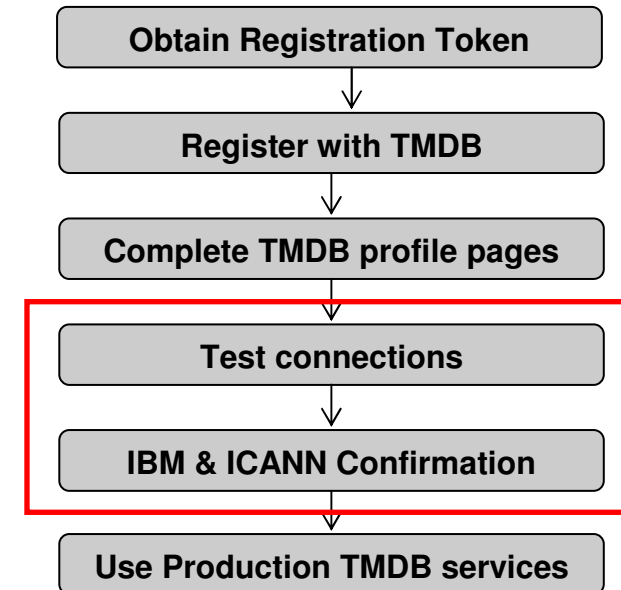 Obtain Registration Token
Register with TMDB
Complete TMDB profile pages
Test connections
IBM & ICANN Confirmation
Use Production TMDB services